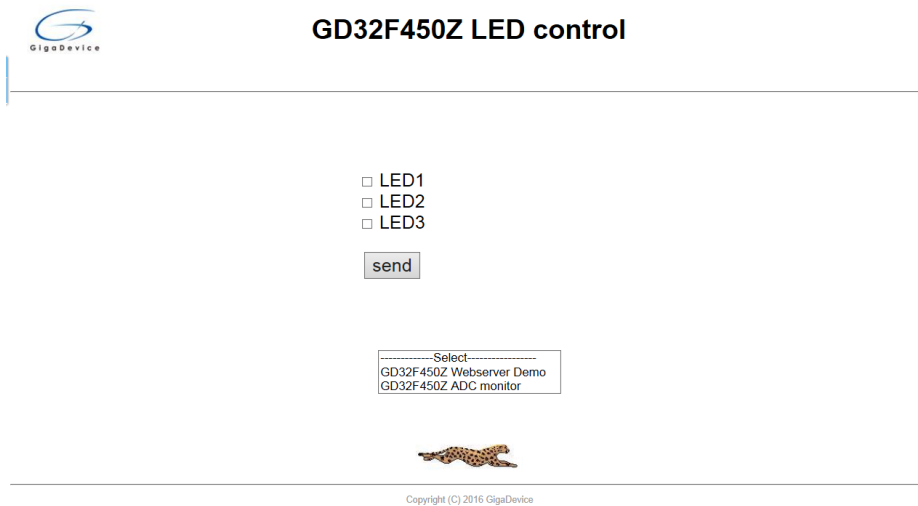 GigaDevice
GD32F450Z LED control
LED1
LED2
LED3
send
-------------Select-----------------
GD32F450Z Webserver Demo
GD32F450Z ADC monitor
Copyright (C) 2016 GigaDevice